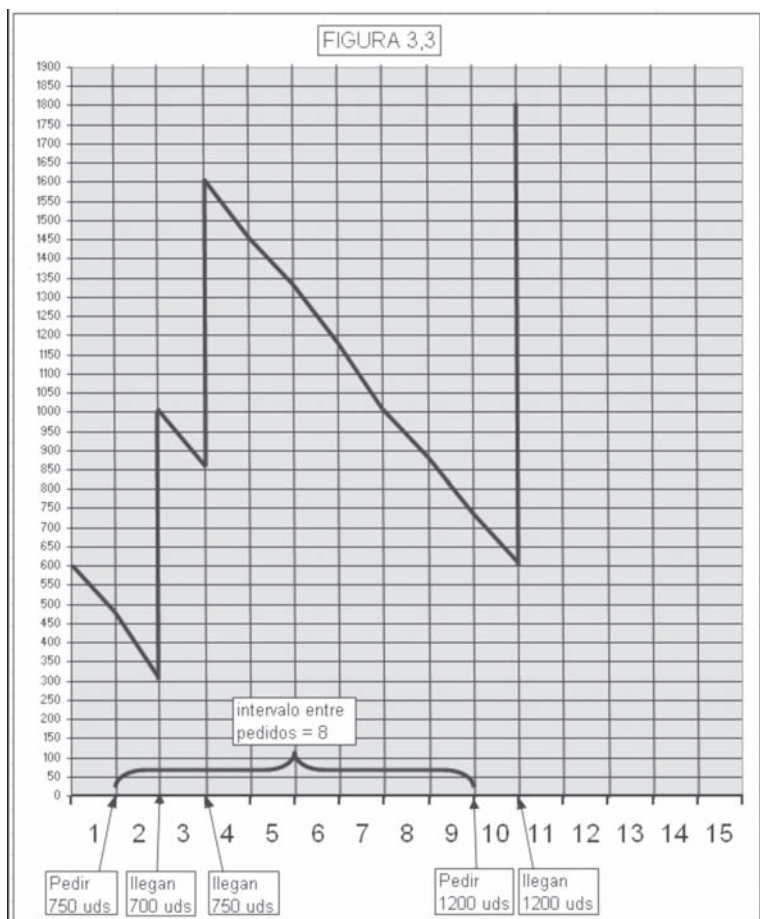 FIGURA 3,3
1900
1850
1800
1750
1700
1650
1600
1550
1500
1450
1400
1350
1300
1250
1200
1150
1100
1050
1000
950
900
850
800
750
700
650
600
550
500
450
400
350
300
250
200
150
100
50
0
intervalo entre
pedidos = 8
1 2 3 4 5 6 7 8 9 10 11 12 13 14 15
Pedir
750 uds
llegan
700 uds
llegan
750 uds
Pedir
1200 uds
llegan
1200 uds